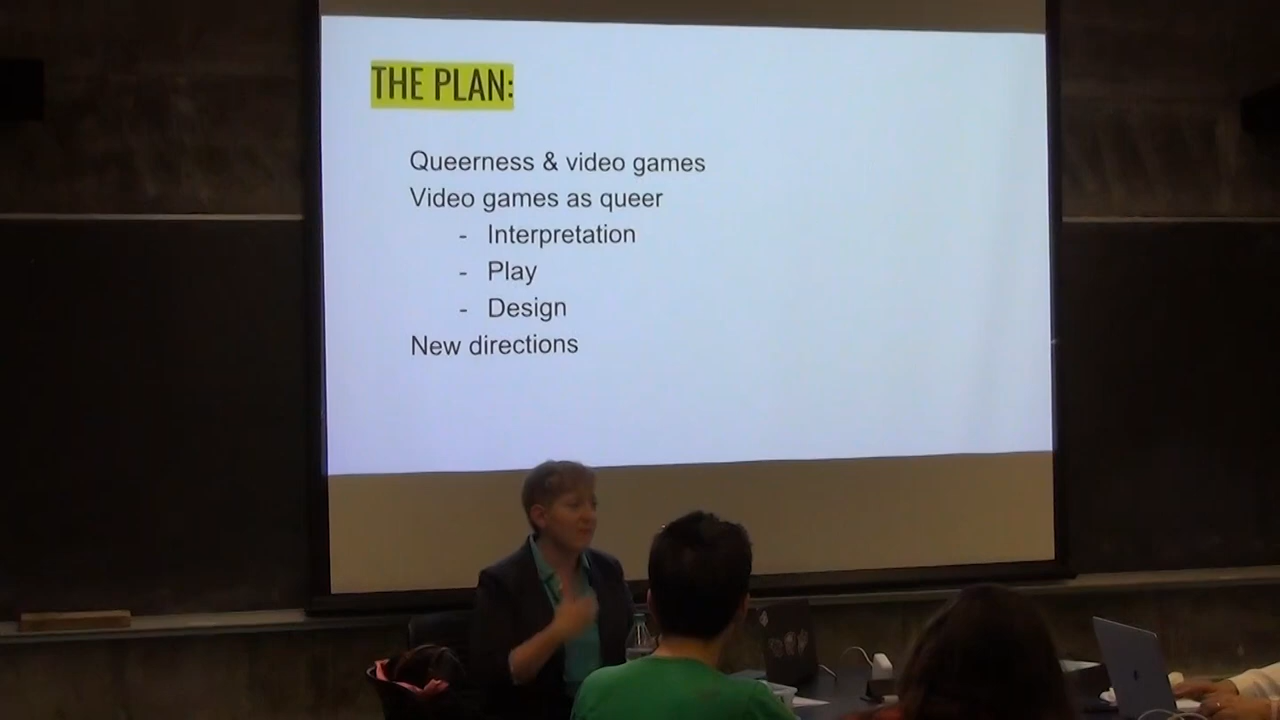 THE PLAN:
Queerness & video games
Video games as queer
- Interpretation
- Play
- Design
New directions